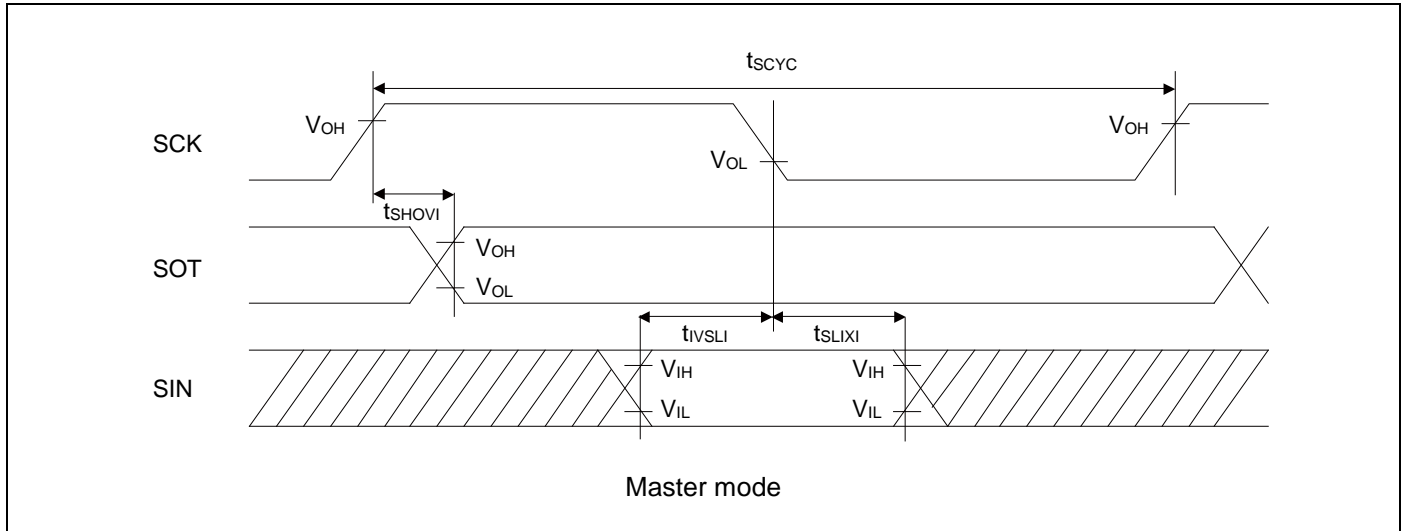 tSCYC
SCK
VOH
VOL
VOH
tSHOVI
SOT
VOH
VOL
tIVSLI
tSLIXI
SIN
VIH
VIL
VIH
VIL
Master mode